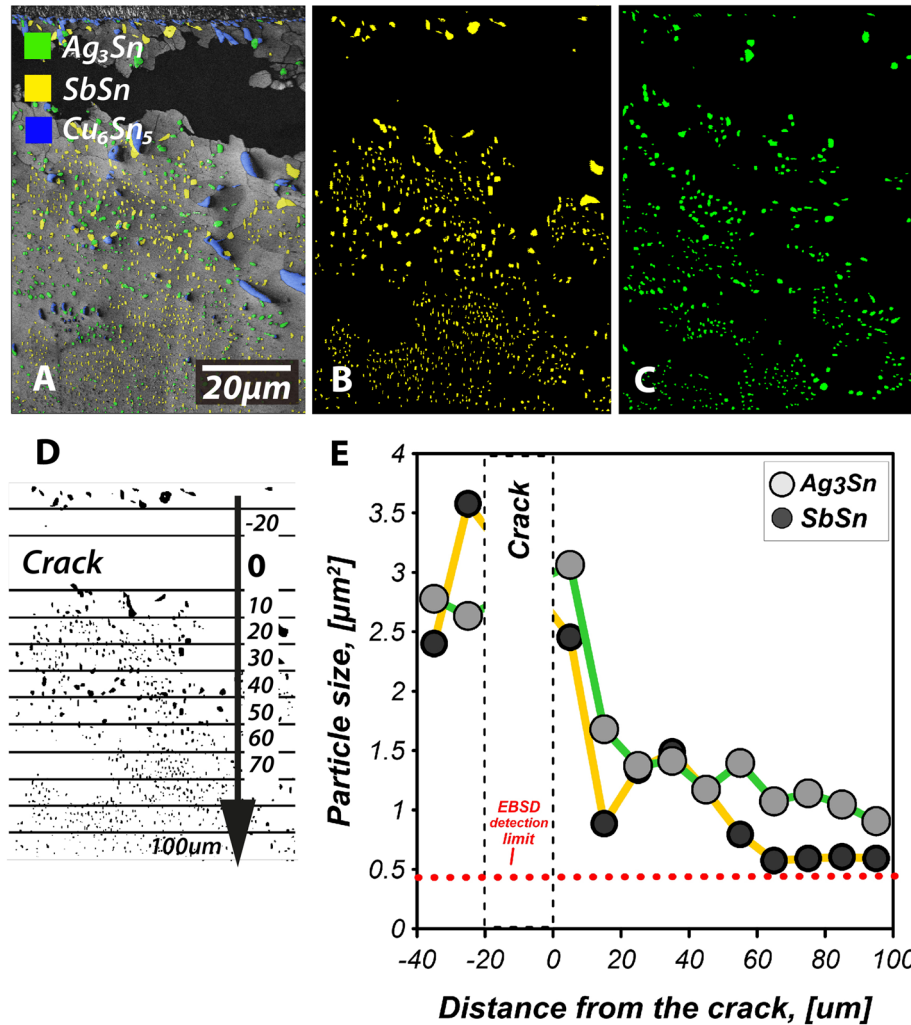 Ag₃Sn
SbSn
Cu₆Sn₅
A
20µm
B
C
D
-20
Crack
0
10
20
30
40
50
60
70
100um
E
4
3.5
3
2.5
2
1.5
1
0.5
0
Particle size, [µm²]
Crack
Ag₃Sn
SbSn
EBSD
detection
limit
-40
-20
0
20
40
60
80
100
Distance from the crack, [um]